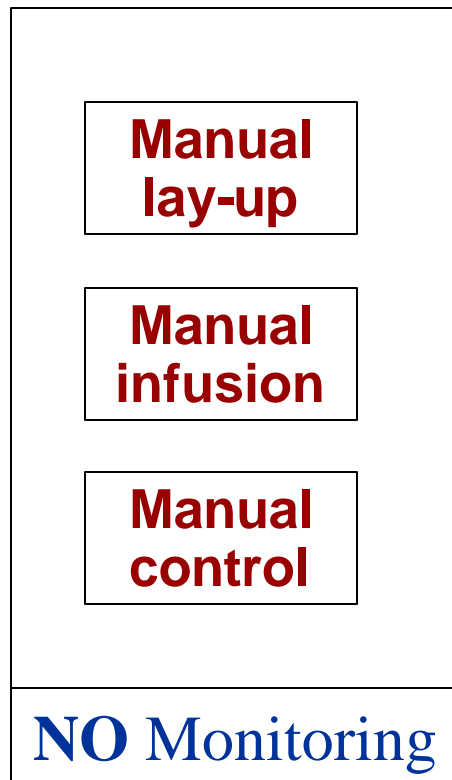 Manual
lay-up
Manual
infusion
Manual
control
NO Monitoring